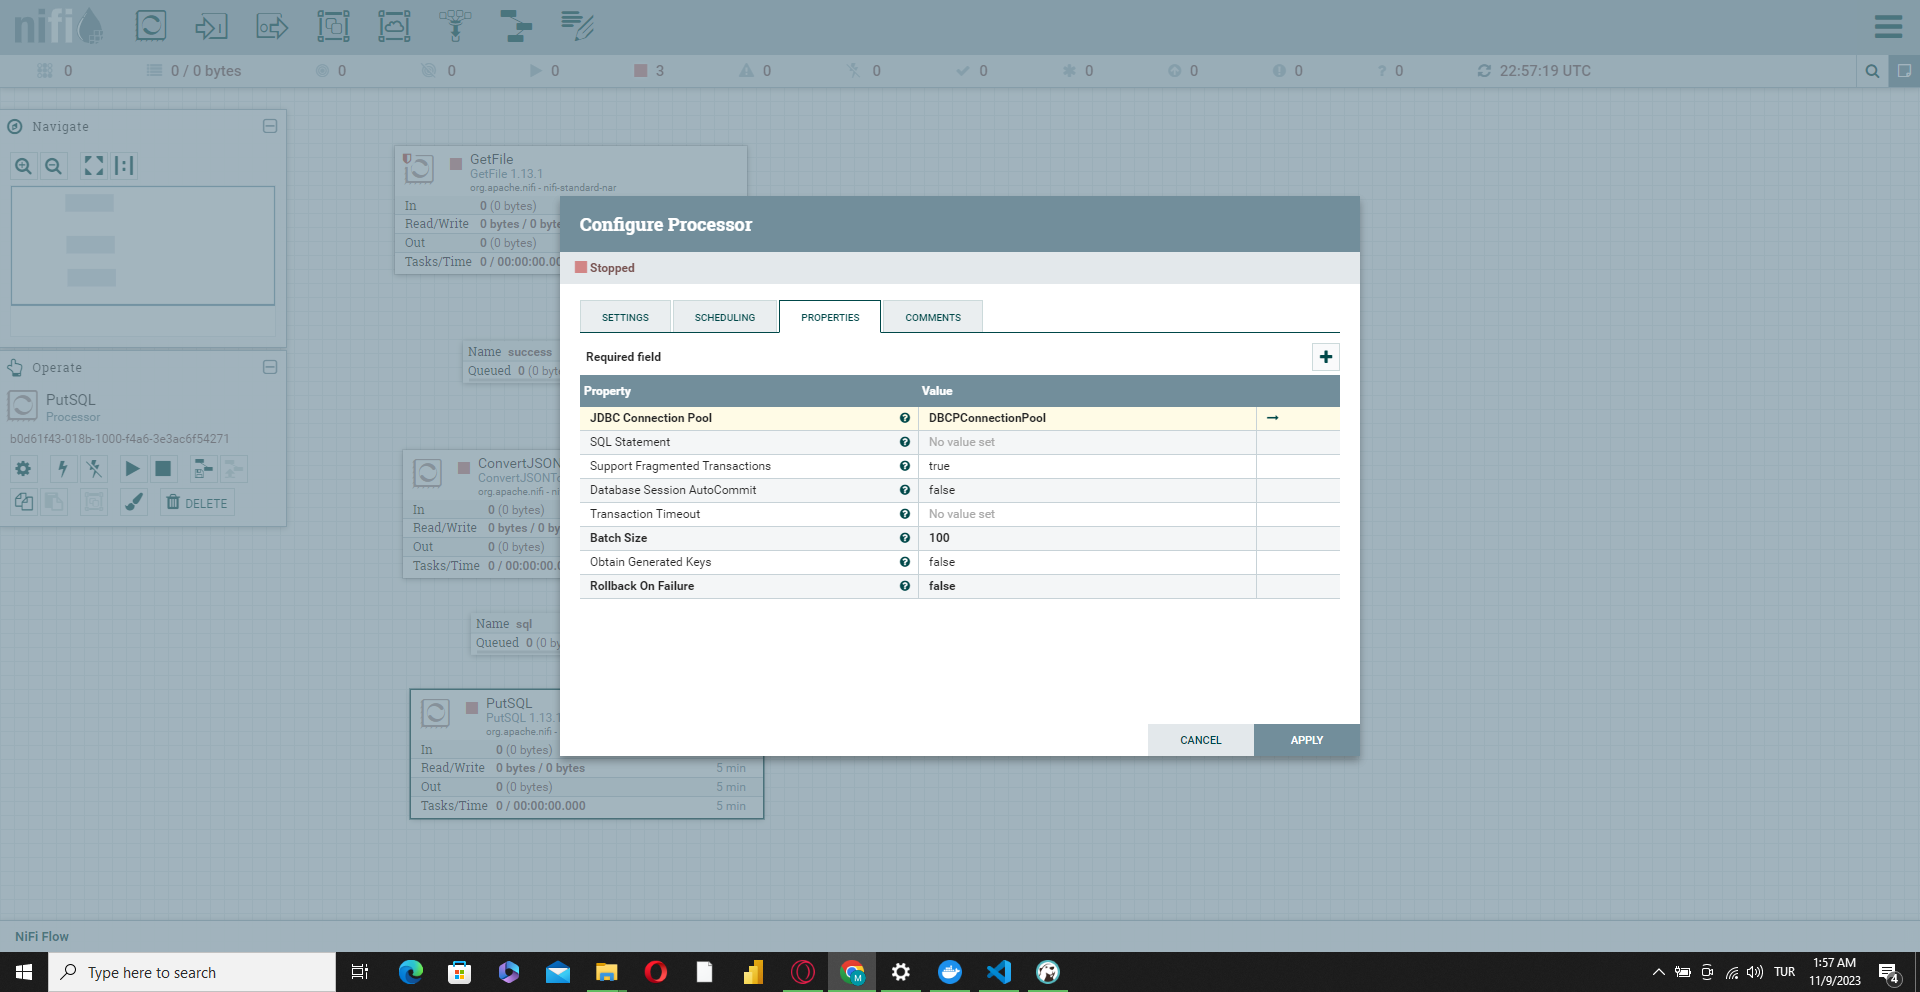 nifi
0
0 / 0 bytes
0
0
0
3
0
0
0
0
0
0
0
22:57:19 UTC
Navigate
Operate
PutSQL
Processor
b0d61f43-018b-1000-f4a6-3e3ac6f54271
DELETE
GetFile
GetFile 1.13.1
org.apache.nifi - nifi-standard-nar
In 0 (0 bytes)
Read/Write 0 bytes / 0 byte
Out 0 (0 bytes)
Tasks/Time 0 / 00:00:00.00
Name success
Queued 0 (0 byte
ConvertJSON
ConvertJSONTo
org.apache.nifi - ni
In 0 (0 bytes)
Read/Write 0 bytes / 0 by
Out 0 (0 bytes)
Tasks/Time 0 / 00:00:00.0
Name sql
Queued 0 (0 by
PutSQL
PutSQL 1.13.1
org.apache.nifi -
In 0 (0 bytes)
Read/Write 0 bytes / 0 bytes 5 min
Out 0 (0 bytes) 5 min
Tasks/Time 0 / 00:00:00.000 5 min
Configure Processor
Stopped
SETTINGS SCHEDULING PROPERTIES COMMENTS
Required field
Property Value
JDBC Connection Pool DBCPConnectionPool
SQL Statement No value set
Support Fragmented Transactions true
Database Session AutoCommit false
Transaction Timeout No value set
Batch Size 100
Obtain Generated Keys false
Rollback On Failure false
CANCEL APPLY
NiFi Flow
Type here to search
M
TUR
1:57 AM
11/9/2023
4